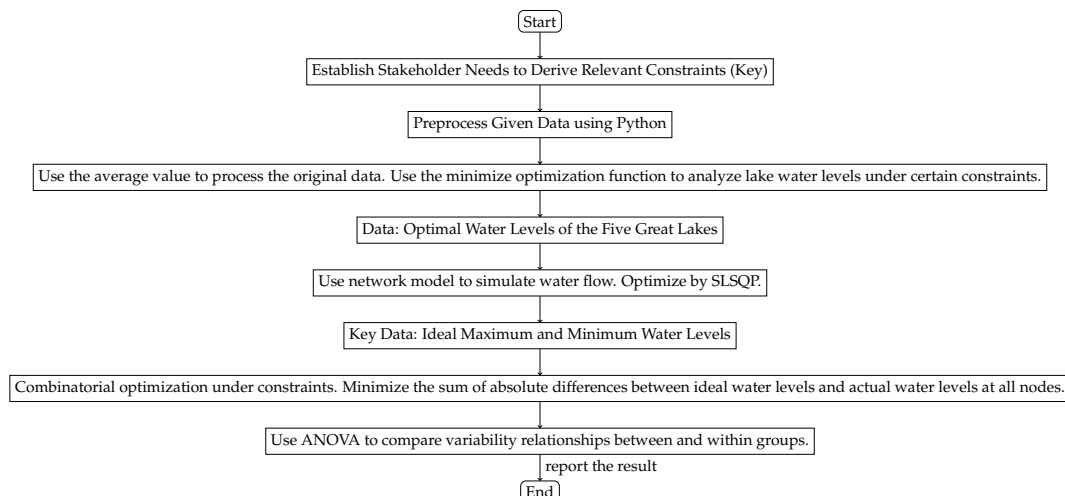 Start
Establish Stakeholder Needs to Derive Relevant Constraints (Key)
Preprocess Given Data using Python
Use the average value to process the original data. Use the minimize optimization function to analyze lake water levels under certain constraints.
Data: Optimal Water Levels of the Five Great Lakes
Use network model to simulate water flow. Optimize by SLSQP.
Key Data: Ideal Maximum and Minimum Water Levels
Combinatorial optimization under constraints. Minimize the sum of absolute differences between ideal water levels and actual water levels at all nodes.
Use ANOVA to compare variability relationships between and within groups.
report the result
End